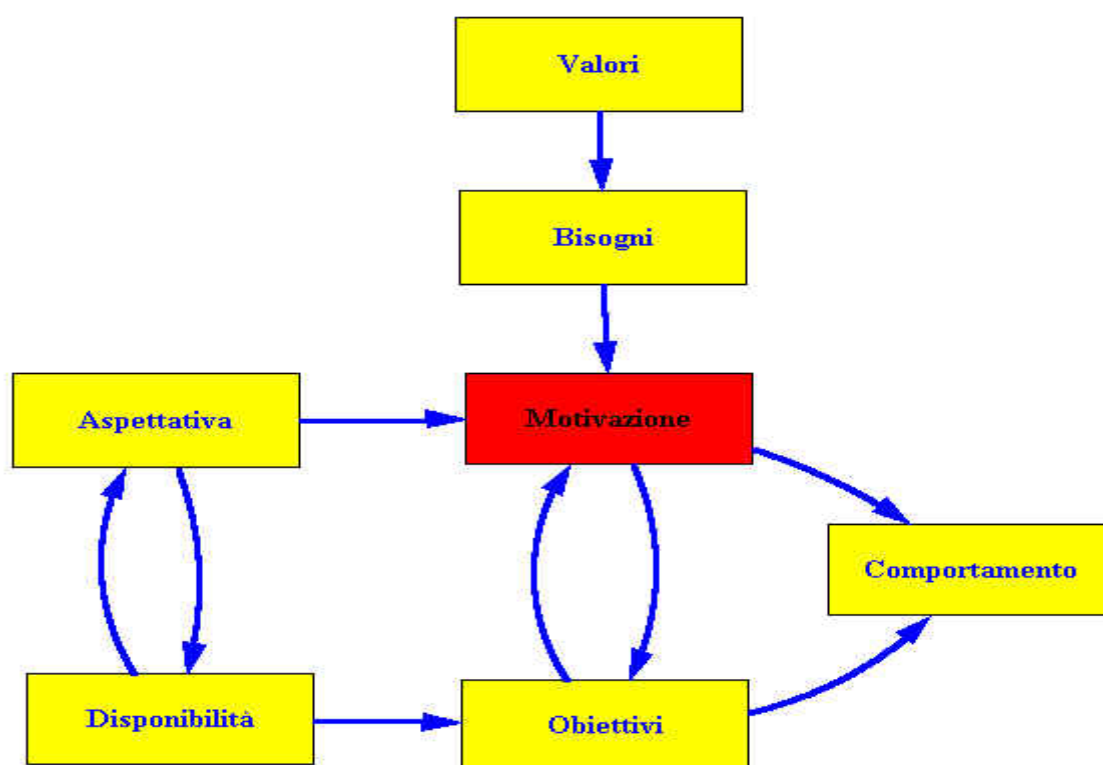 Valori
Bisogni
Aspettativa
Motivazione
Comportamento
Disponibilità
Obiettivi